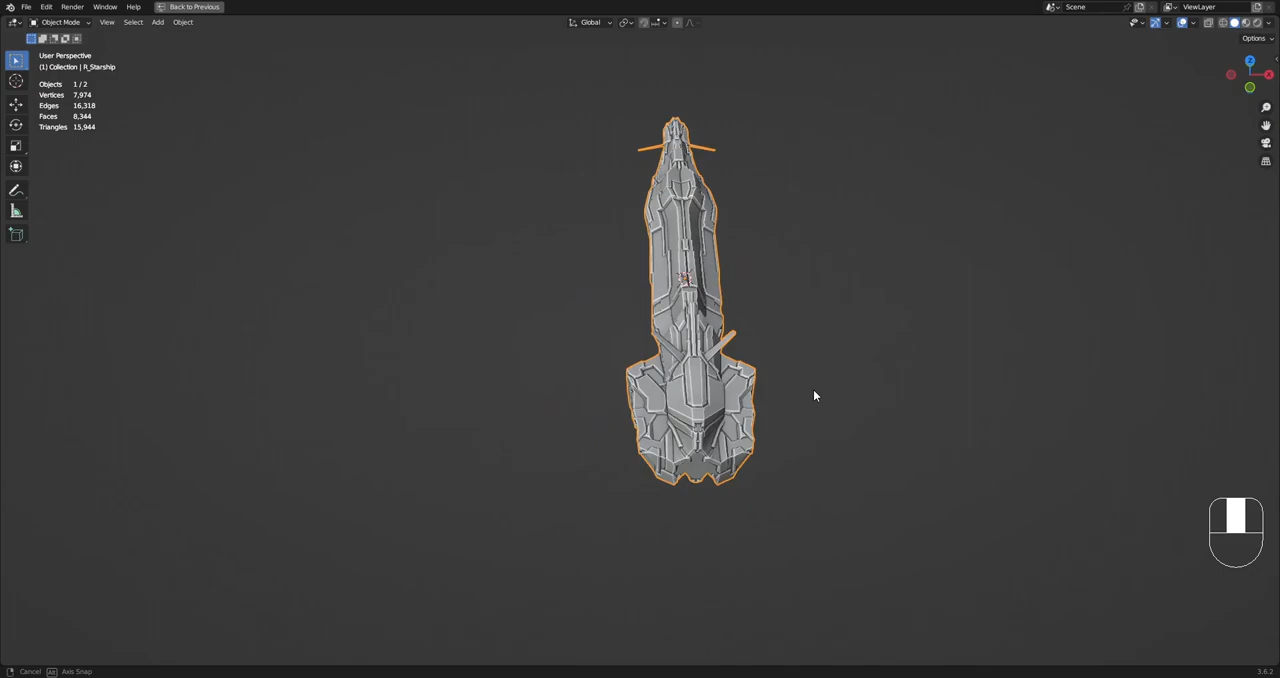 File Edit Render Window Help Back to Previous Scene ViewLayer
Object Mode View Select Add Object Global
Options
User Perspective
(1) Collection | R_Starship
Objects 1 / 2
Vertices 7,974
Edges 16,318
Faces 8,344
Triangles 15,944
Z
X
Cancel Alt Axis Snap 3.6.2